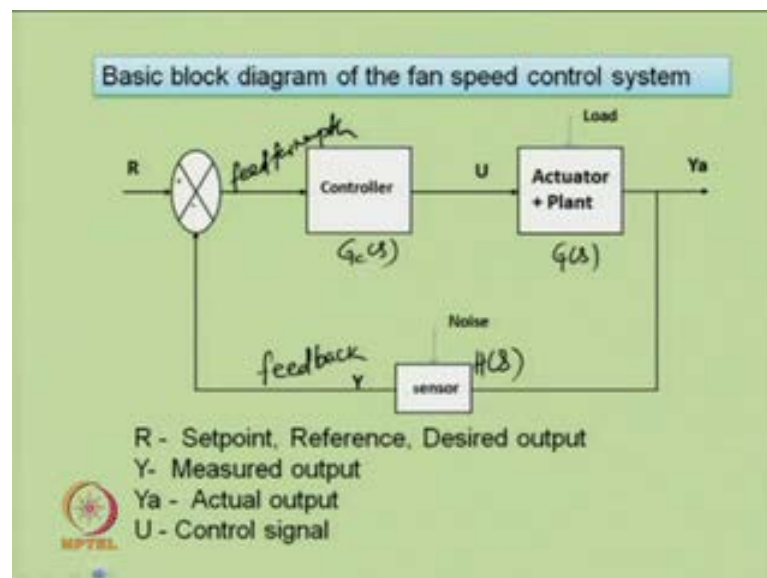 Basic block diagram of the fan speed control system
Load
R
feedforward path
Controller
U
Actuator
+ Plant
Ya
Gc(s)
G(s)
Noise
feedback
Y
sensor
H(s)
R - Setpoint, Reference, Desired output
Y- Measured output
Ya - Actual output
U - Control signal
NPTEL